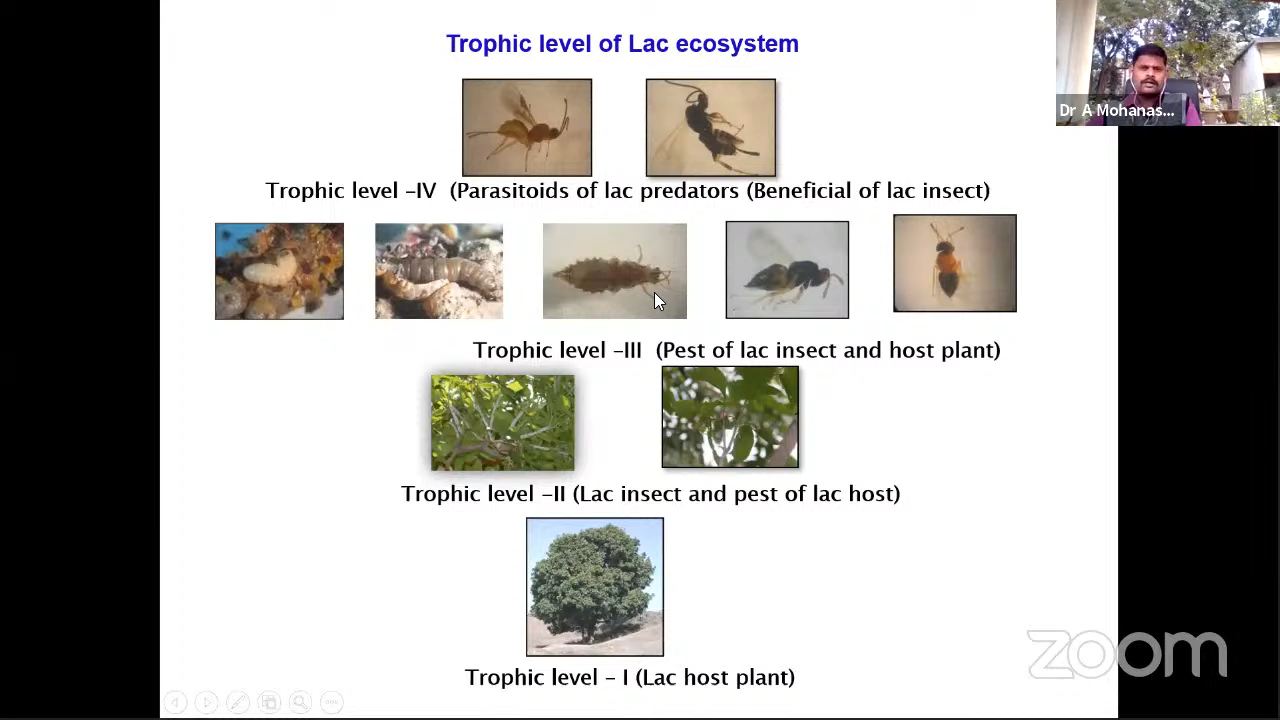 Trophic level of Lac ecosystem
Dr A Mohanas...
Trophic level –IV (Parasitoids of lac predators (Beneficial of lac insect)
Trophic level –III (Pest of lac insect and host plant)
Trophic level –II (Lac insect and pest of lac host)
Trophic level – I (Lac host plant)
zoom